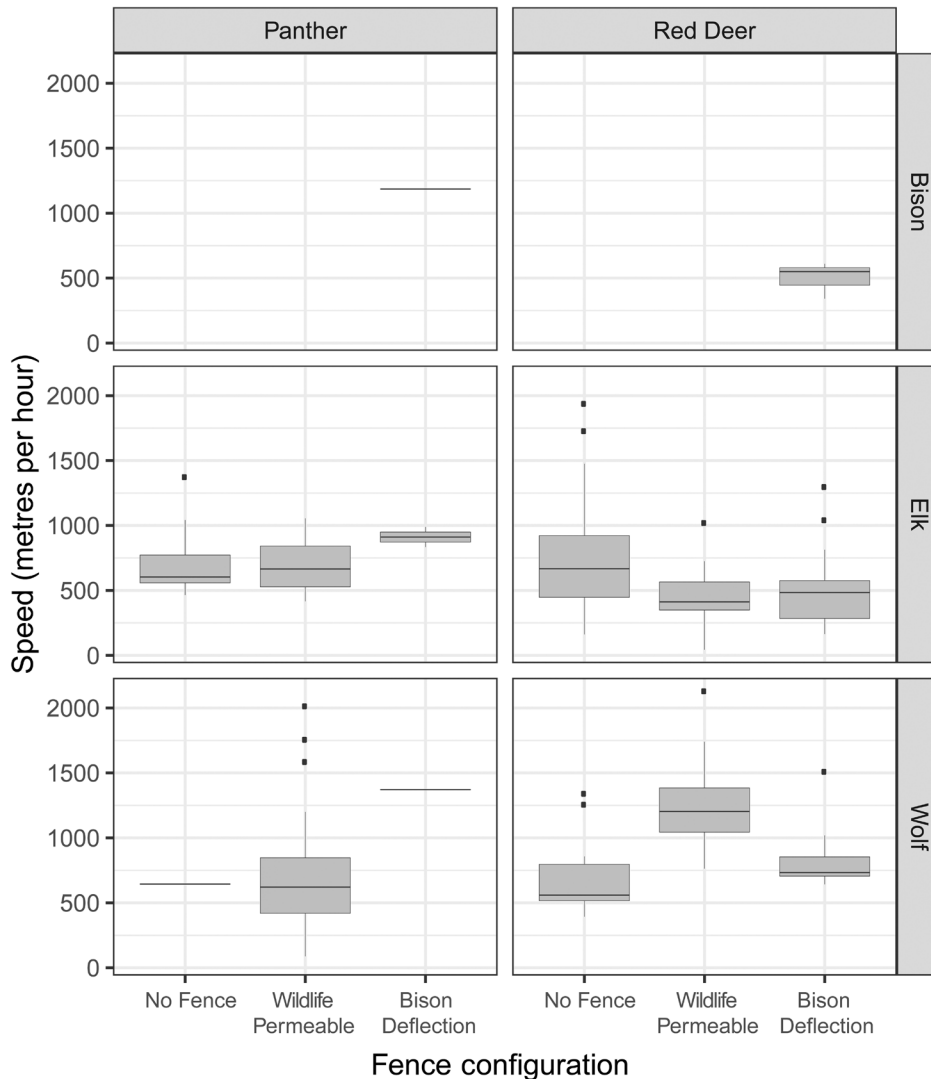 Panther
Red Deer
2000
1500
1000
500
0
Bison
2000
1500
1000
500
0
Elk
2000
1500
1000
500
0
Wolf
Speed (metres per hour)
No Fence
Wildlife
Permeable
Bison
Deflection
No Fence
Wildlife
Permeable
Bison
Deflection
Fence configuration